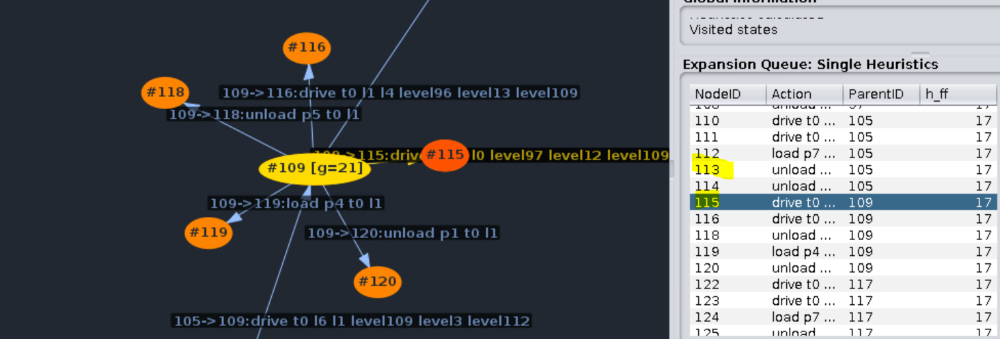 #116
#118
109->116:drive t0 l1 l4 level96 level13 level109
109->118:unload p5 t0 l1
#115
109->115:drive l0 level97 level12 level109
#109 [g=21]
109->119:load p4 t0 l1
#119
109->120:unload p1 t0 l1
#120
105->109:drive t0 l6 l1 level109 level3 level112
Global Information
Visited states
Expansion Queue: Single Heuristics
NodeID Action ParentID h_ff
108 unload ... 97 17
110 drive t0 ... 105 17
111 drive t0 ... 105 17
112 load p7 ... 105 17
113 unload ... 105 17
114 unload ... 105 17
115 drive t0 ... 109 17
116 drive t0 ... 109 17
118 unload ... 109 17
119 load p4 ... 109 17
120 unload ... 109 17
122 drive t0 ... 117 17
123 drive t0 ... 117 17
124 load p7 ... 117 17
125 unload ... 117 17